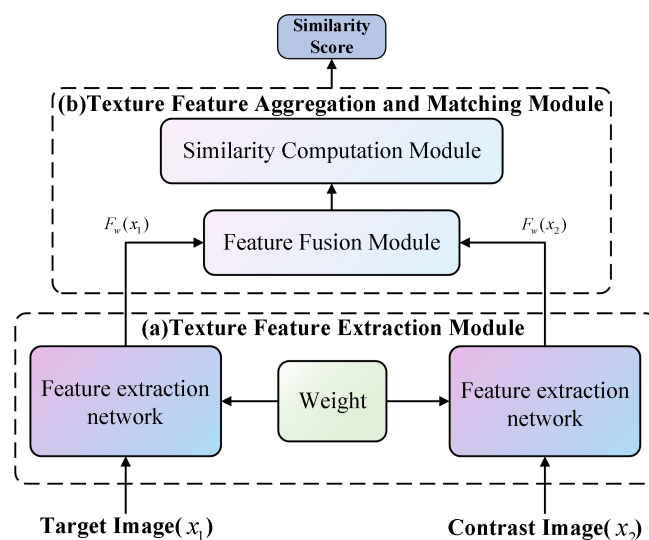 Similarity
Score
(b)Texture Feature Aggregation and Matching Module
Similarity Computation Module
F_w(x_1)
F_w(x_2)
Feature Fusion Module
(a)Texture Feature Extraction Module
Feature extraction
network
Weight
Feature extraction
network
Target Image(x_1)
Contrast Image(x_2)